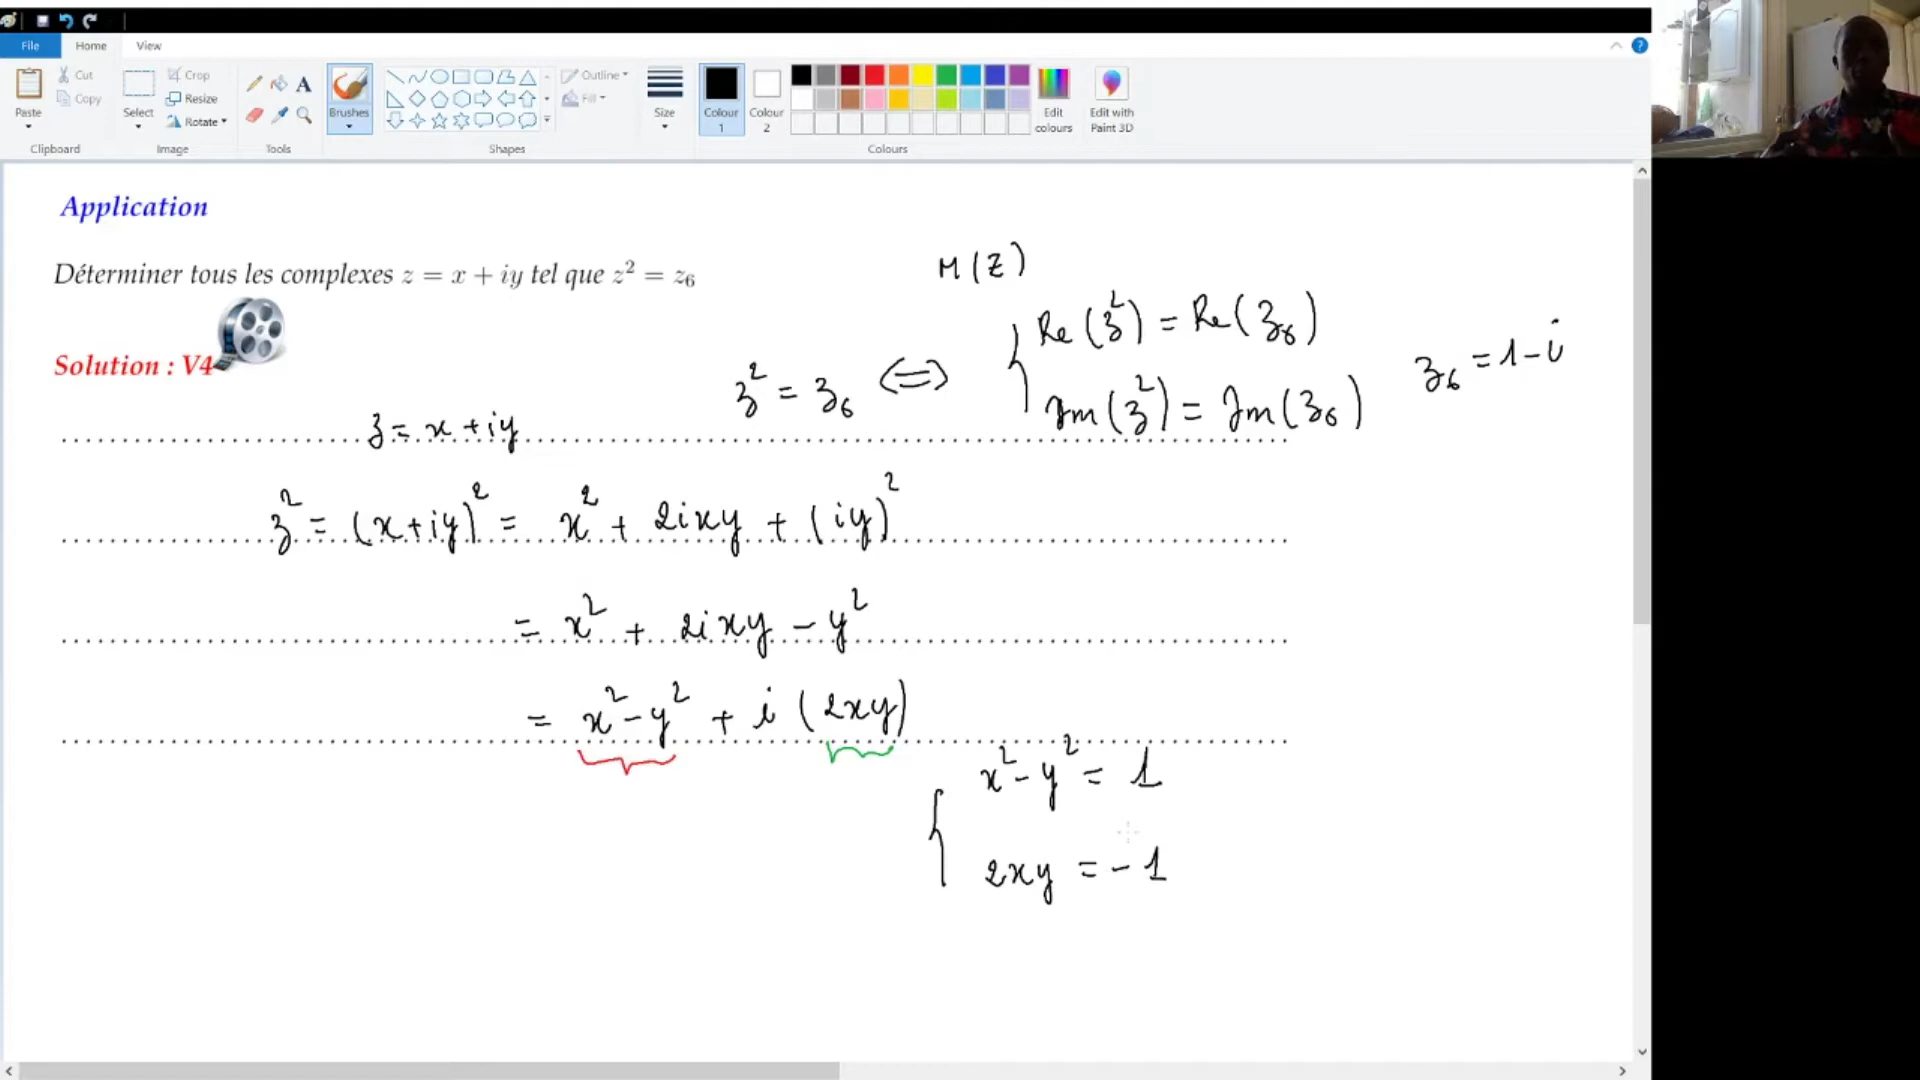 File Home View
Paste Cut Copy Clipboard
Select Crop Resize Rotate Image
Tools
Brushes
Shapes
Outline Fill
Size
Colour 1 Colour 2
Edit colours Edit with Paint 3D
Colours
Application
Déterminer tous les complexes z = x + iy tel que z² = z₆
Solution : V4
M(Z)
z² = z₆ ⟺ { Re(z²) = Re(z₆)
Im(z²) = Im(z₆)
z₆ = 1 - i
z = x + iy
z² = (x+iy)² = x² + 2ixy + (iy)²
= x² + 2ixy - y²
= x² - y² + i (2xy)
{ x² - y² = 1
2xy = -1